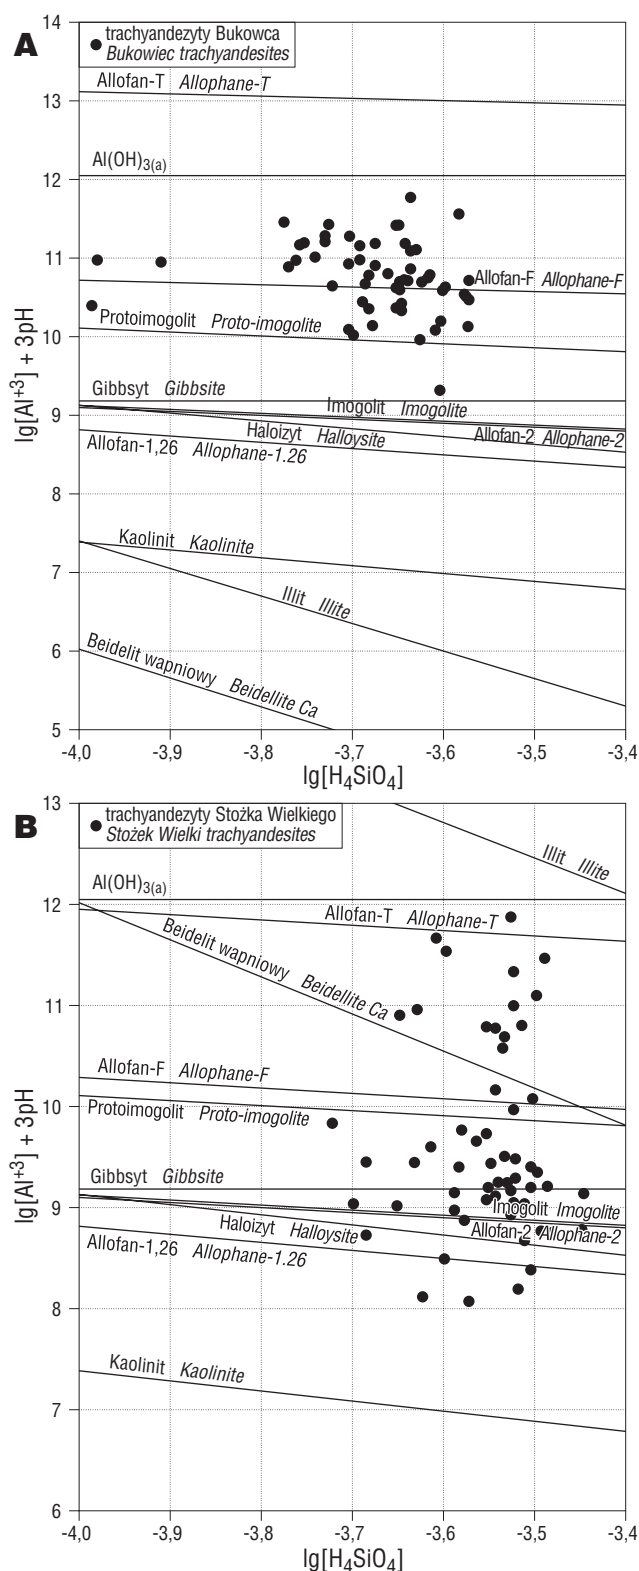 A
14
trachyandezyty Bukowca
Bukowiec trachyandesites
Allofan-T Allophane-T
13
Al(OH)3(a)
12
11
Allofan-F Allophane-F
Protoimogolit Proto-imogolite
10
lg[Al+3] + 3pH
Gibbsyt Gibbsite
Imogolit Imogolite
9
Haloizyt Halloysite
Allofan-2 Allophane-2
Allofan-1,26 Allophane-1.26
8
Kaolinit Kaolinite
7
Illit Illite
6
Beidelit wapniowy Beidellite Ca
5
-4,0 -3,9 -3,8 -3,7 -3,6 -3,5 -3,4
lg[H4SiO4]
B
13
trachyandezyty Stożka Wielkiego
Stożek Wielki trachyandesites
Illit Illite
Al(OH)3(a)
12
Allofan-T Allophane-T
Beidelit wapniowy Beidellite Ca
11
Allofan-F Allophane-F
10
Protoimogolit Proto-imogolite
lg[Al+3] + 3pH
Gibbsyt Gibbsite
9
Imogolit Imogolite
Haloizyt Halloysite
Allofan-2 Allophane-2
Allofan-1,26 Allophane-1.26
8
Kaolinit Kaolinite
7
6
-4,0 -3,9 -3,8 -3,7 -3,6 -3,5 -3,4
lg[H4SiO4]